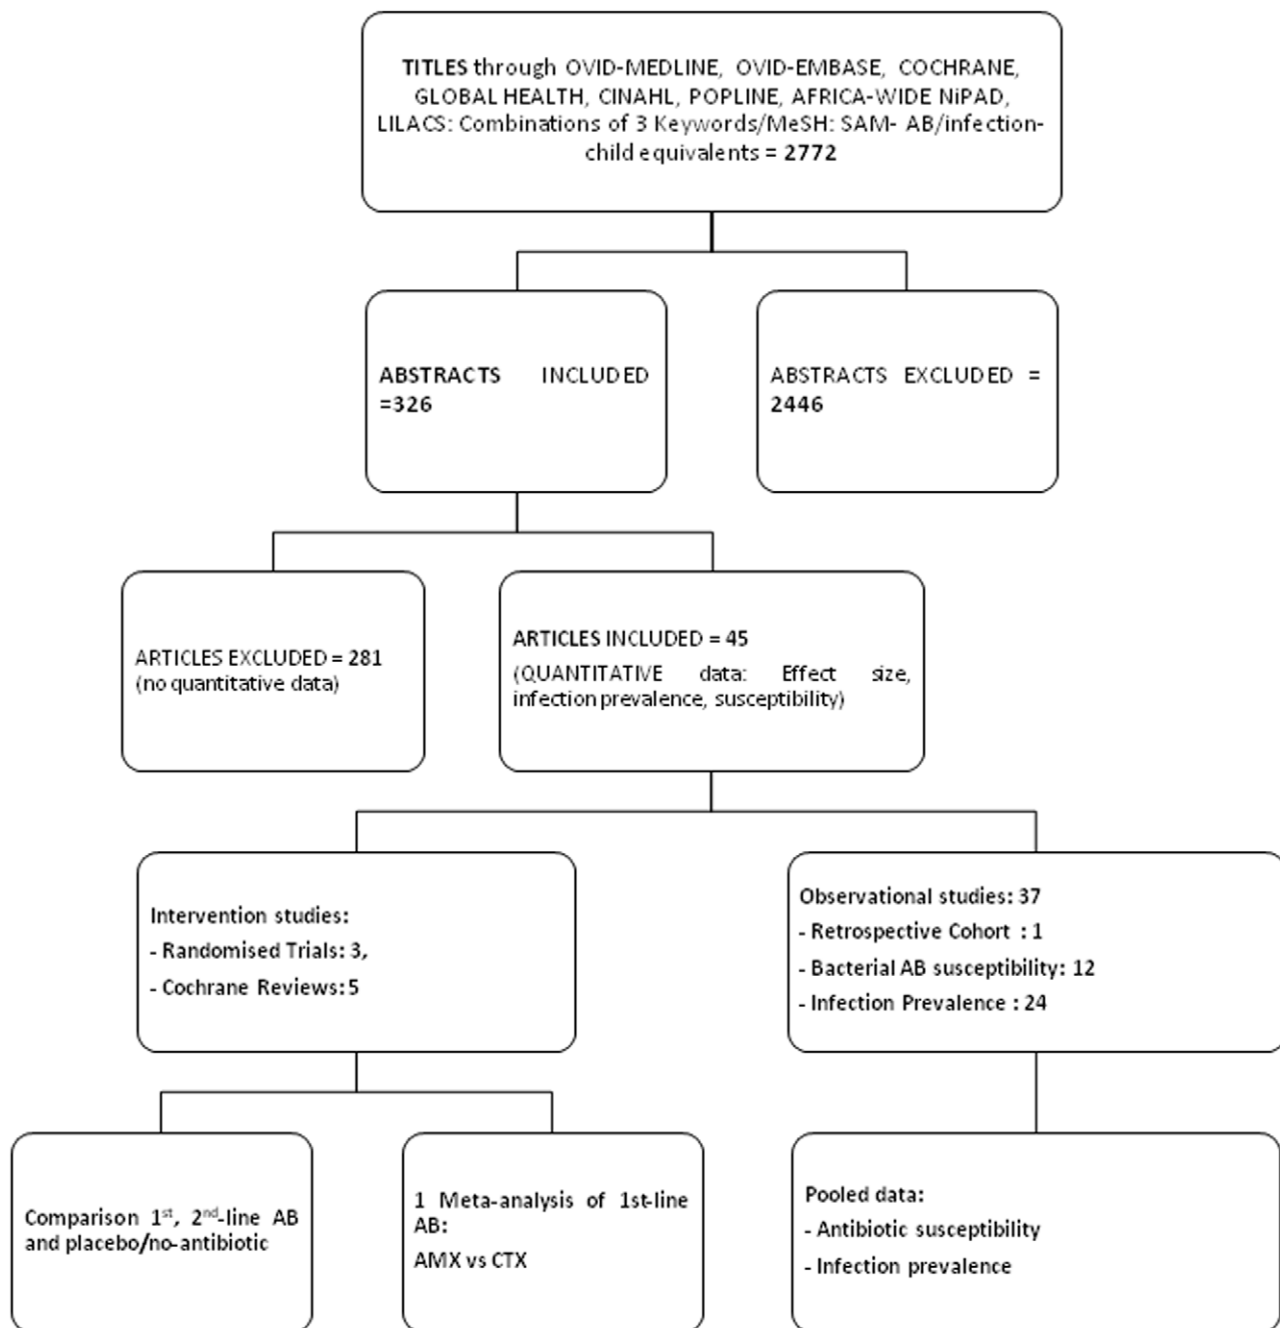 TITLES through OVID-MEDLINE, OVID-EMBASE, COCHRANE,
GLOBAL HEALTH, CINAHL, POPLINE, AFRICA-WIDE NiPAD,
LILACS: Combinations of 3 Keywords/MeSH: SAM- AB/infection-
child equivalents = 2772
ABSTRACTS INCLUDED
=326
ABSTRACTS EXCLUDED =
2446
ARTICLES EXCLUDED = 281
(no quantitative data)
ARTICLES INCLUDED = 45
(QUANTITATIVE data: Effect size,
infection prevalence, susceptibility)
Intervention studies:
- Randomised Trials: 3,
- Cochrane Reviews: 5
Observational studies: 37
- Retrospective Cohort : 1
- Bacterial AB susceptibility: 12
- Infection Prevalence : 24
Comparison 1st, 2nd-line AB
and placebo/no-antibiotic
1 Meta-analysis of 1st-line
AB:
AMX vs CTX
Pooled data:
- Antibiotic susceptibility
- Infection prevalence